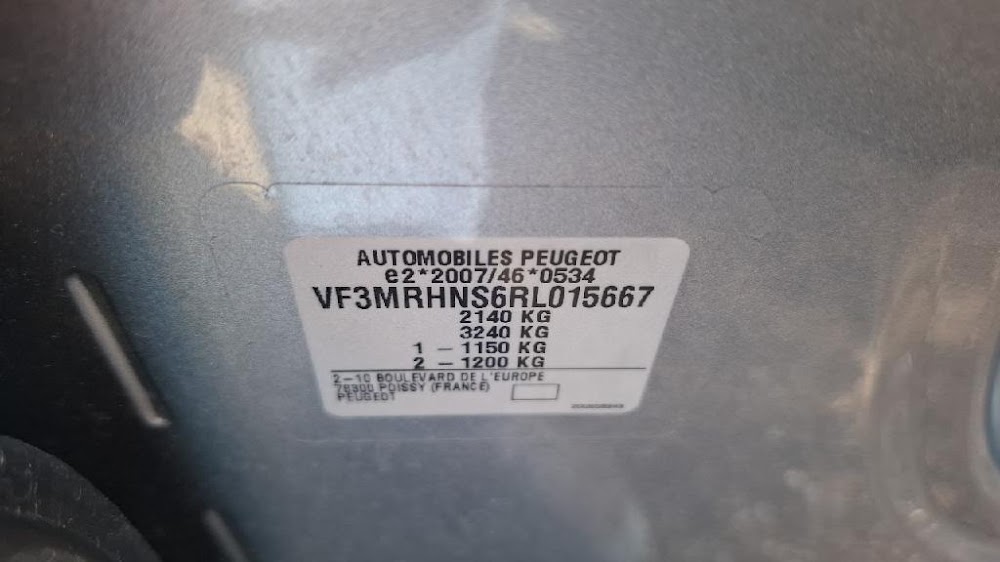 AUTOMOBILES PEUGEOT
e2*2007/46*0534
VF3MRHNS6RL015667
2140 KG
3240 KG
1 - 1150 KG
2 - 1200 KG
2-10 BOULEVARD DE L'EUROPE
78300 POISSY (FRANCE)
PEUGEOT